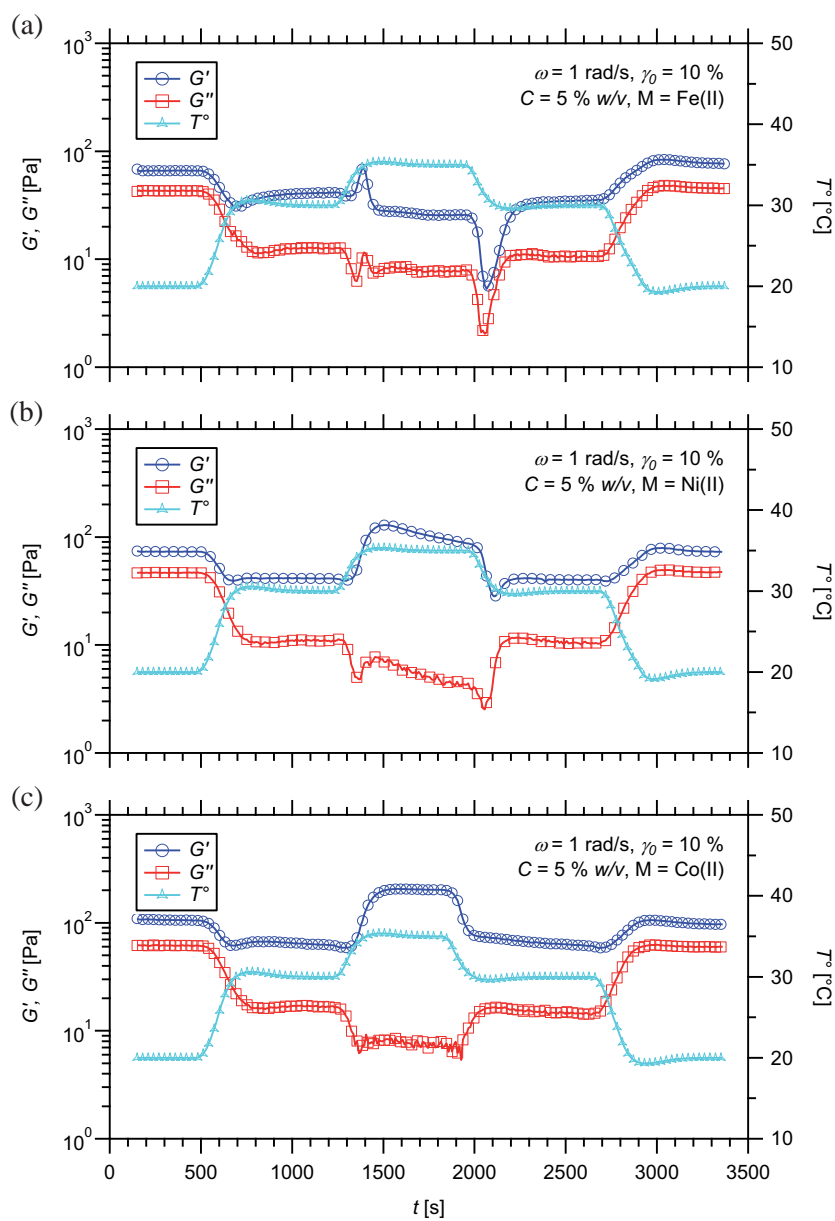 (a)
10³
10²
10¹
10⁰
G', G'' [Pa]
G'
G''
T°
ω = 1 rad/s, γ₀ = 10 %
C = 5 % w/v, M = Fe(II)
50
40
30
20
10
T° [°C]
(b)
10³
10²
10¹
10⁰
G', G'' [Pa]
G'
G''
T°
ω = 1 rad/s, γ₀ = 10 %
C = 5 % w/v, M = Ni(II)
50
40
30
20
10
T° [°C]
(c)
10³
10²
10¹
10⁰
G', G'' [Pa]
G'
G''
T°
ω = 1 rad/s, γ₀ = 10 %
C = 5 % w/v, M = Co(II)
50
40
30
20
10
T° [°C]
0 500 1000 1500 2000 2500 3000 3500
t [s]